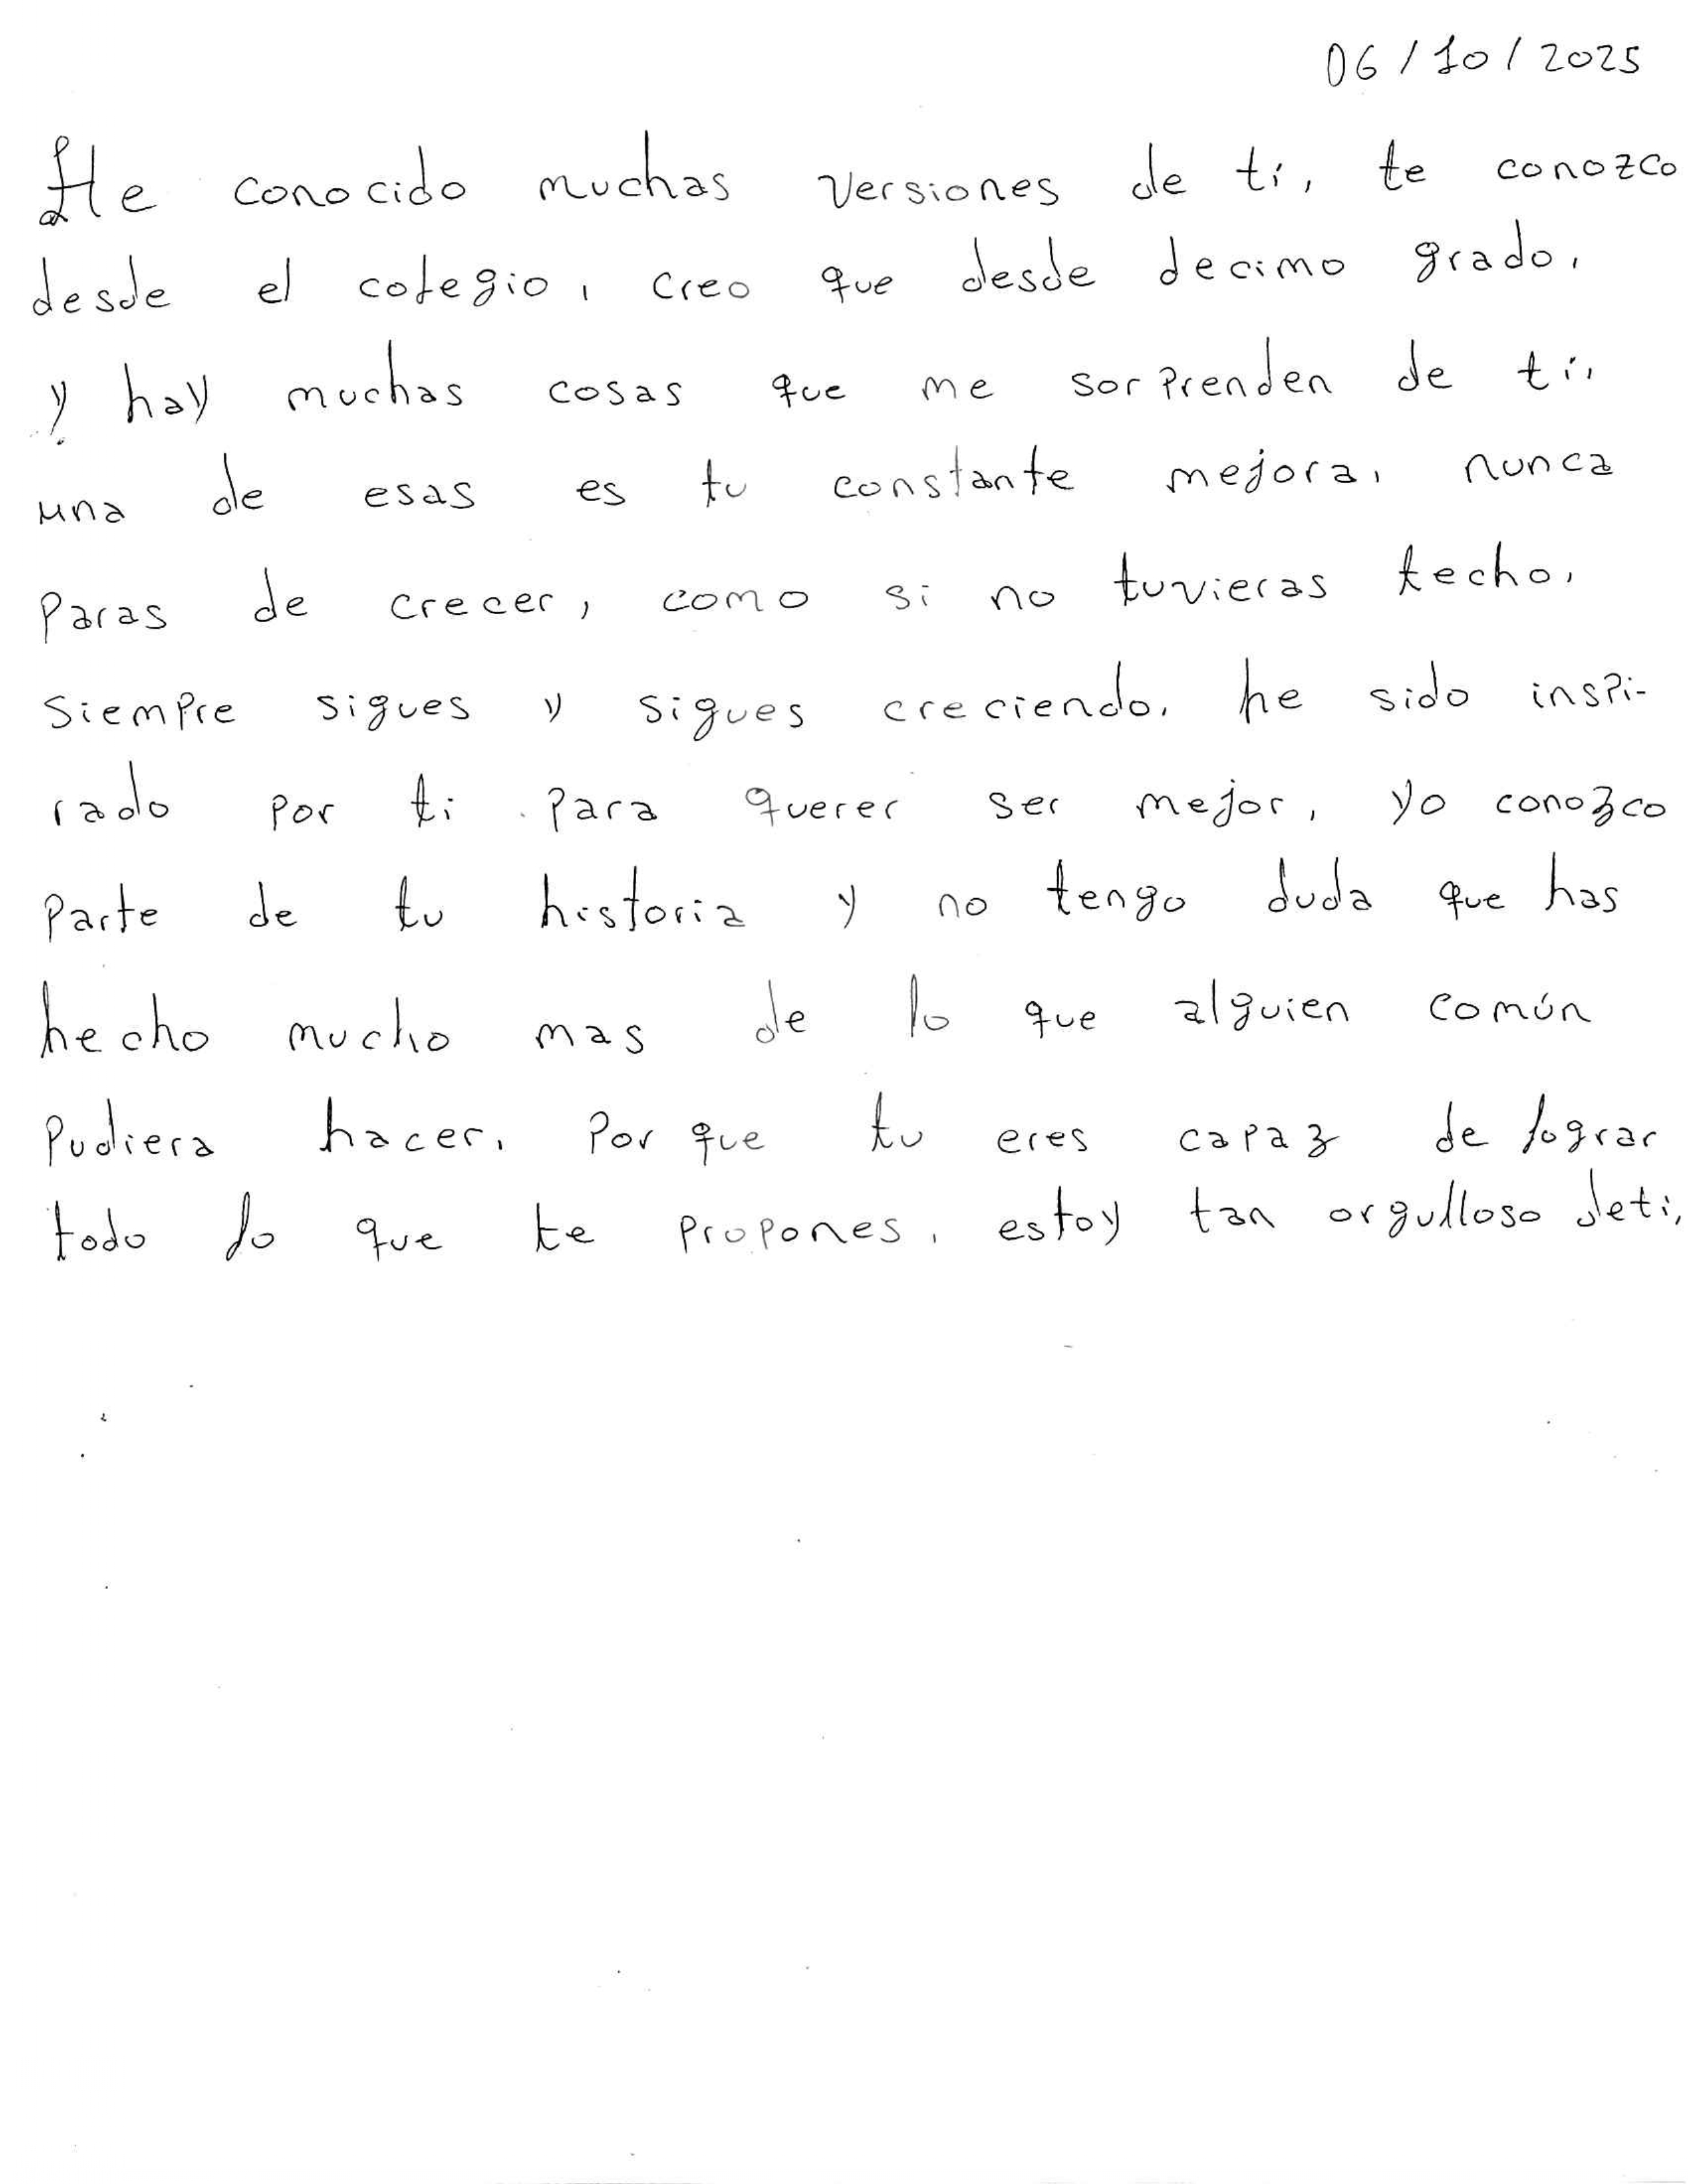 06/10/2025
He conocido muchas versiones de ti, te conozco
desde el colegio, creo que desde decimo grado,
y hay muchas cosas que me sorprenden de ti,
una de esas es tu constante mejora, nunca
paras de crecer, como si no tuvieras techo,
siempre sigues y sigues creciendo, he sido inspi-
rado por ti para querer ser mejor, yo conozco
parte de tu historia y no tengo duda que has
hecho mucho mas de lo que alguien común
pudiera hacer, por que tu eres capaz de lograr
todo lo que te propones, estoy tan orgulloso de ti,